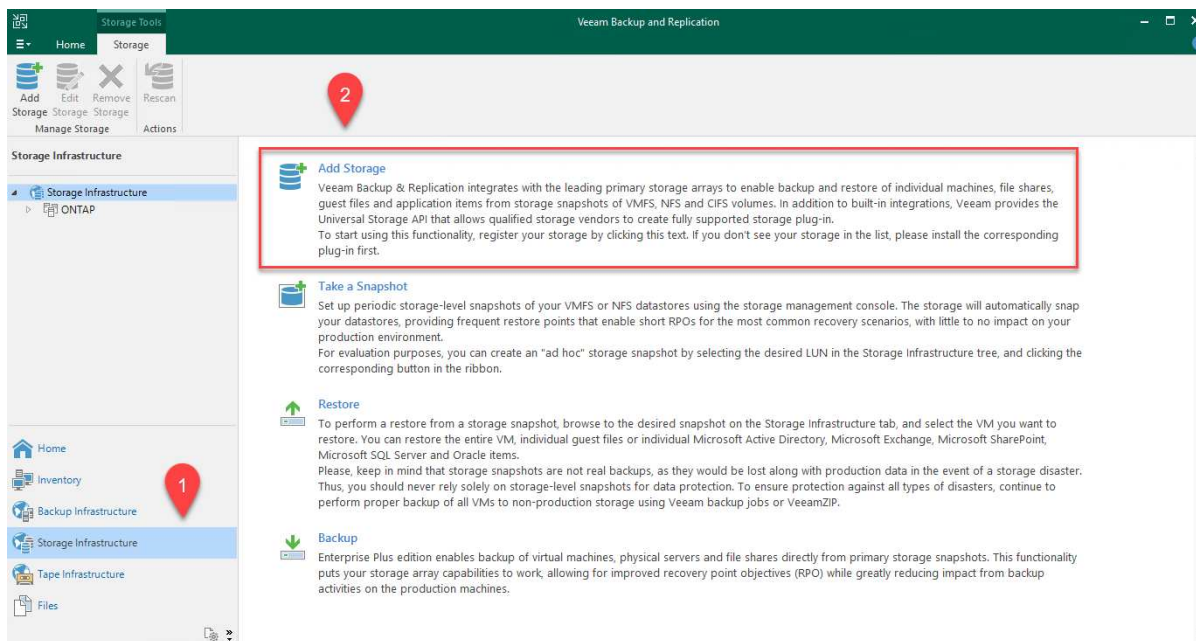 Storage Tools
Veeam Backup and Replication
Home
Storage
Add
Storage
Edit
Storage
Remove
Storage
Rescan
Manage Storage
Actions
2
Storage Infrastructure
Storage Infrastructure
ONTAP
Add Storage
Veeam Backup & Replication integrates with the leading primary storage arrays to enable backup and restore of individual machines, file shares,
guest files and application items from storage snapshots of VMFS, NFS and CIFS volumes. In addition to built-in integrations, Veeam provides the
Universal Storage API that allows qualified storage vendors to create fully supported storage plug-in.
To start using this functionality, register your storage by clicking this text. If you don't see your storage in the list, please install the corresponding
plug-in first.
Take a Snapshot
Set up periodic storage-level snapshots of your VMFS or NFS datastores using the storage management console. The storage will automatically snap
your datastores, providing frequent restore points that enable short RPOs for the most common recovery scenarios, with little to no impact on your
production environment.
For evaluation purposes, you can create an "ad hoc" storage snapshot by selecting the desired LUN in the Storage Infrastructure tree, and clicking the
corresponding button in the ribbon.
Restore
To perform a restore from a storage snapshot, browse to the desired snapshot on the Storage Infrastructure tab, and select the VM you want to
restore. You can restore the entire VM, individual guest files or individual Microsoft Active Directory, Microsoft Exchange, Microsoft SharePoint,
Microsoft SQL Server and Oracle items.
Please, keep in mind that storage snapshots are not real backups, as they would be lost along with production data in the event of a storage disaster.
Thus, you should never rely solely on storage-level snapshots for data protection. To ensure protection against all types of disasters, continue to
perform proper backup of all VMs to non-production storage using Veeam backup jobs or VeeamZIP.
Backup
Enterprise Plus edition enables backup of virtual machines, physical servers and file shares directly from primary storage snapshots. This functionality
puts your storage array capabilities to work, allowing for improved recovery point objectives (RPO) while greatly reducing impact from backup
activities on the production machines.
Home
Inventory
1
Backup Infrastructure
Storage Infrastructure
Tape Infrastructure
Files